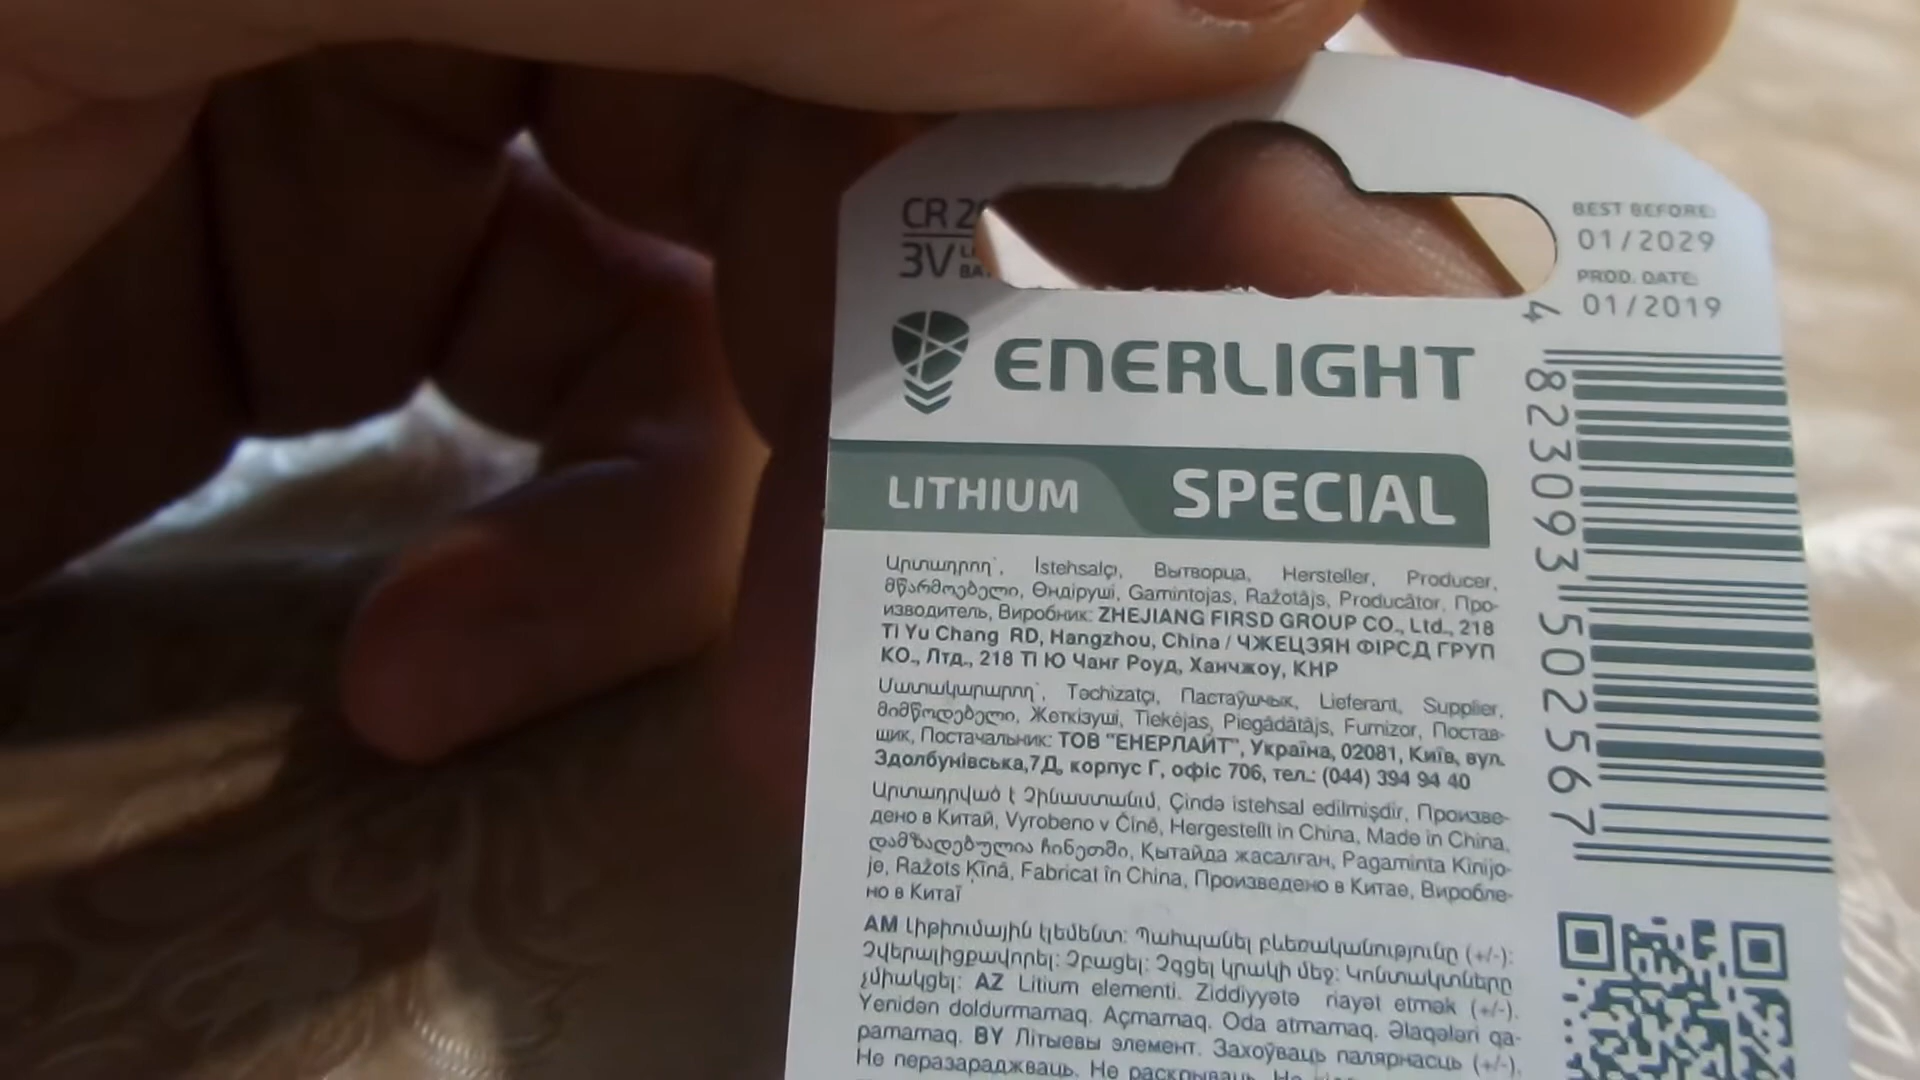 CR 2
3V
BEST BEFORE:
01/2029
PROD. DATE:
01/2019
ENERLIGHT
LITHIUM SPECIAL
4 823093 502567
Արտադրող՝, İstehsalçı, Вытворца, Hersteller, Producer,
მწარმოებელი, Өндіруші, Gamintojas, Ražotājs, Producător, Про-
изводитель, Виробник: ZHEJIANG FIRSD GROUP CO., Ltd., 218
Ti Yu Chang RD, Hangzhou, China / ЧЖЕЦЗЯН ФІРСД ГРУП
КО., Лтд., 218 Ті Ю Чанг Роуд, Ханчжоу, КНР
Մատակարարող՝, Təchizatçı, Пастаўшчык, Lieferant, Supplier,
მიმწოდებელი, Жеткізуші, Tiekėjas, Piegādātājs, Furnizor, Постав-
щик, Постачальник: ТОВ "ЕНЕРЛАЙТ", Україна, 02081, Київ, вул.
Здолбунівська,7Д, корпус Г, офіс 706, тел.: (044) 394 94 40
Արտադրված է Չինաստանում, Çində istehsal edilmişdir, Произве-
дено в Китай, Vyrobeno v Číně, Hergestellt in China, Made in China,
დამზადებულია ჩინეთში, Қытайда жасалған, Pagaminta Kinijo-
je, Ražots Ķīnā, Fabricat în China, Произведено в Китае, Виробле-
но в Китаї
AM Լիթիումային կլեմենտ: Պահպանել բևեռականությունը (+/-):
Չվերալիցքավորել: Չբացել: Չգցել կրակի մեջ: Կոնտակտները
չմիակցել: AZ Litium elementi. Ziddiyyətə riayət etmək (+/-).
Yenidən doldurmamaq. Açmamaq. Oda atmamaq. Əlaqələri qa-
pamamaq. BY Літыевы элемент. Захоўваць палярнасць (+/-).
Не перазараджваць. Не раскрываць. Не